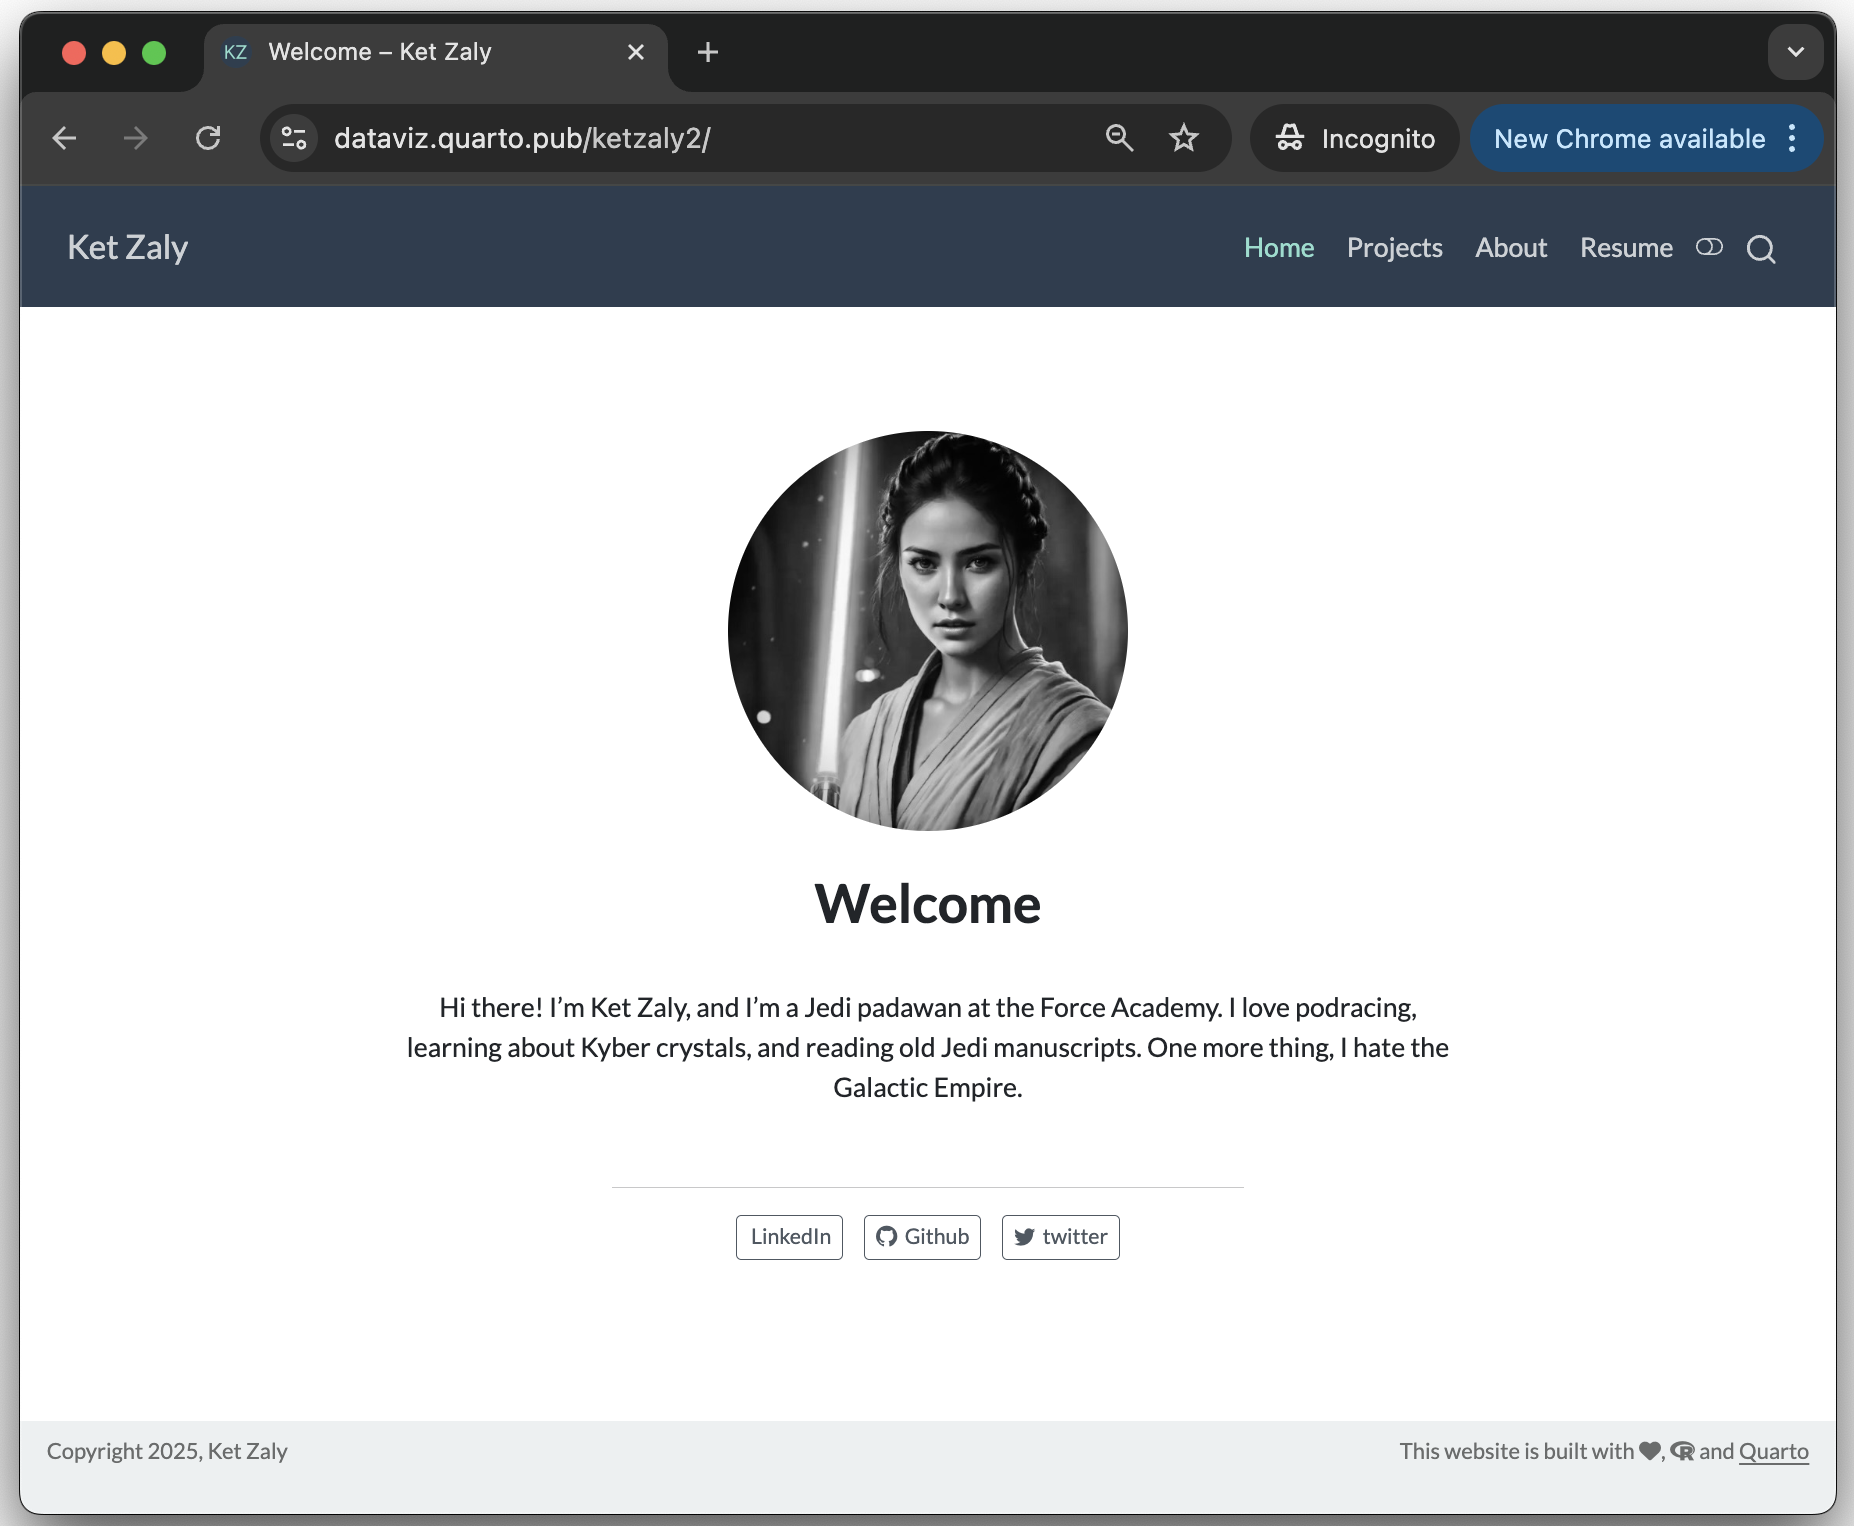 KZ Welcome – Ket Zaly
dataviz.quarto.pub/ketzaly2/ Incognito New Chrome available
Ket Zaly Home Projects About Resume
Welcome
Hi there! I’m Ket Zaly, and I’m a Jedi padawan at the Force Academy. I love podracing,
learning about Kyber crystals, and reading old Jedi manuscripts. One more thing, I hate the
Galactic Empire.
LinkedIn Github twitter
Copyright 2025, Ket Zaly This website is built with ♥, R and Quarto